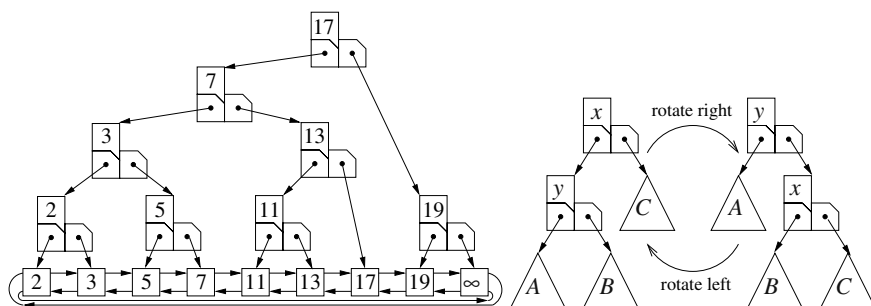 17
7
3 13
2 5 11 19
2 3 5 7 11 13 17 19 ∞
x rotate right y
y C A x
A B rotate left B C